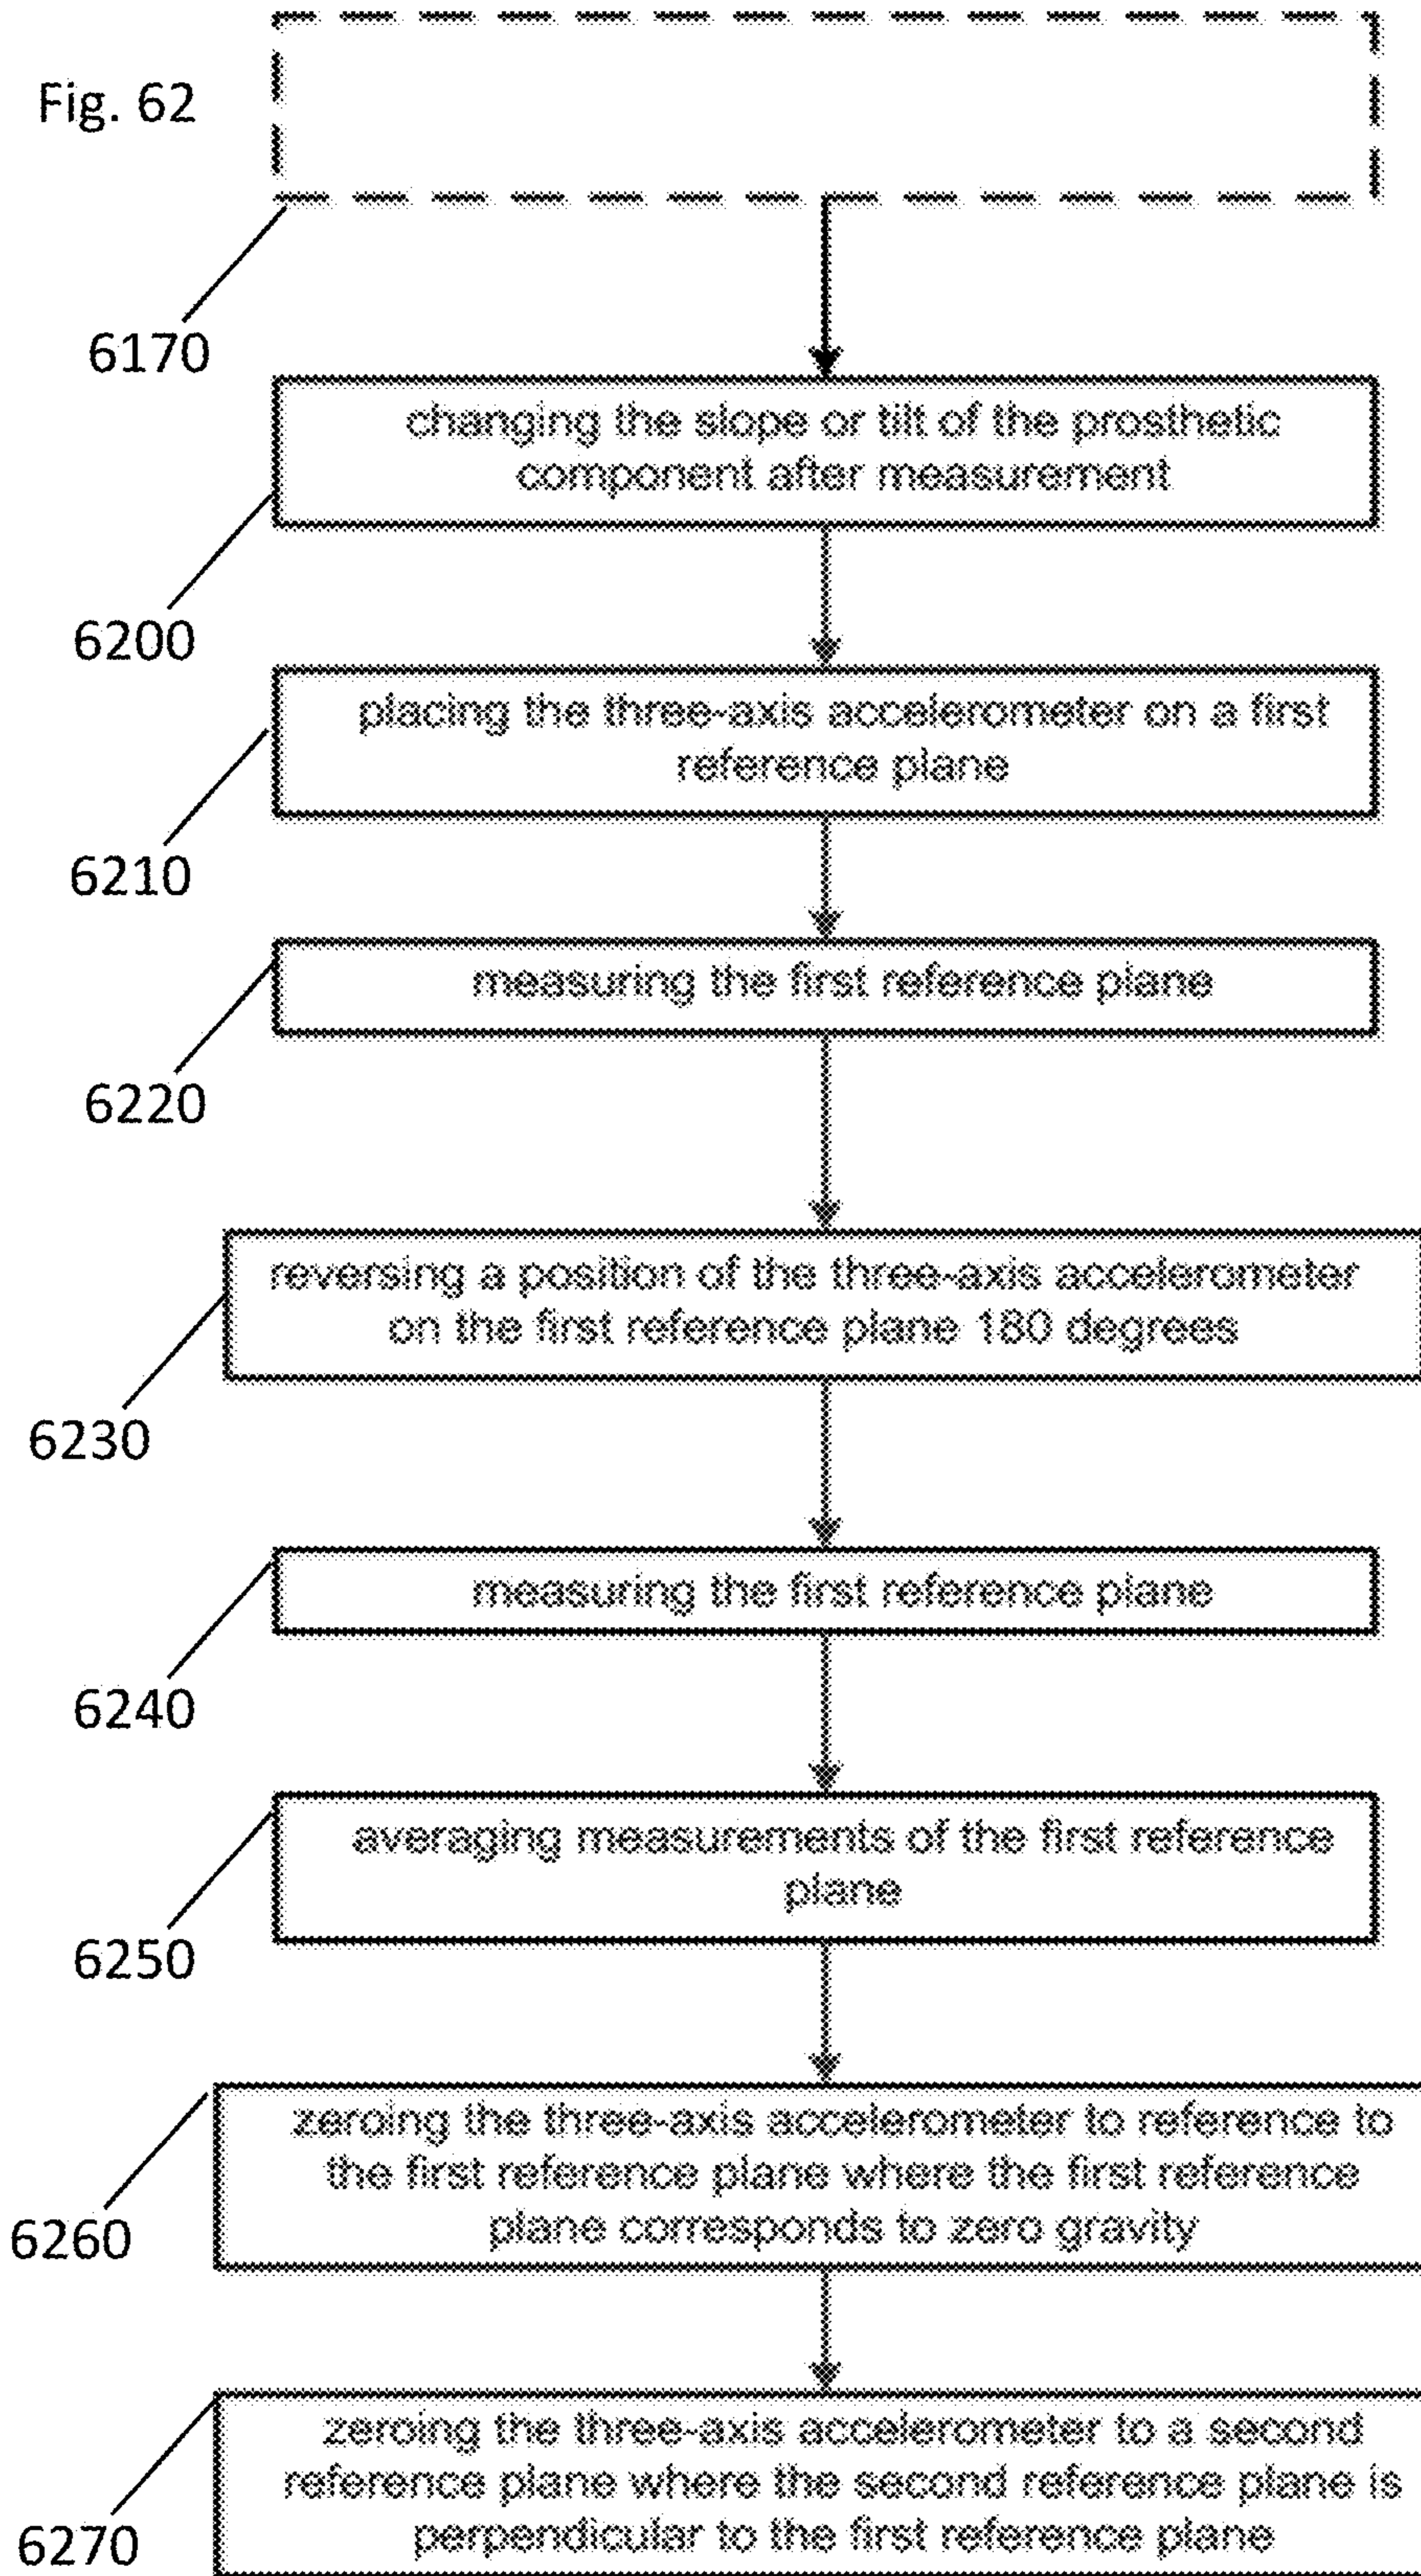 Fig. 62
6170
changing the slope or tilt of the prosthetic
component after measurement
6200
placing the three-axis accelerometer on a first
reference plane
6210
measuring the first reference plane
6220
reversing a position of the three-axis accelerometer
on the first reference plane 180 degrees
6230
measuring the first reference plane
6240
averaging measurements of the first reference
plane
6250
zeroing the three-axis accelerometer to reference to
the first reference plane where the first reference
plane corresponds to zero gravity
6260
zeroing the three-axis accelerometer to a second
reference plane where the second reference plane is
perpendicular to the first reference plane
6270